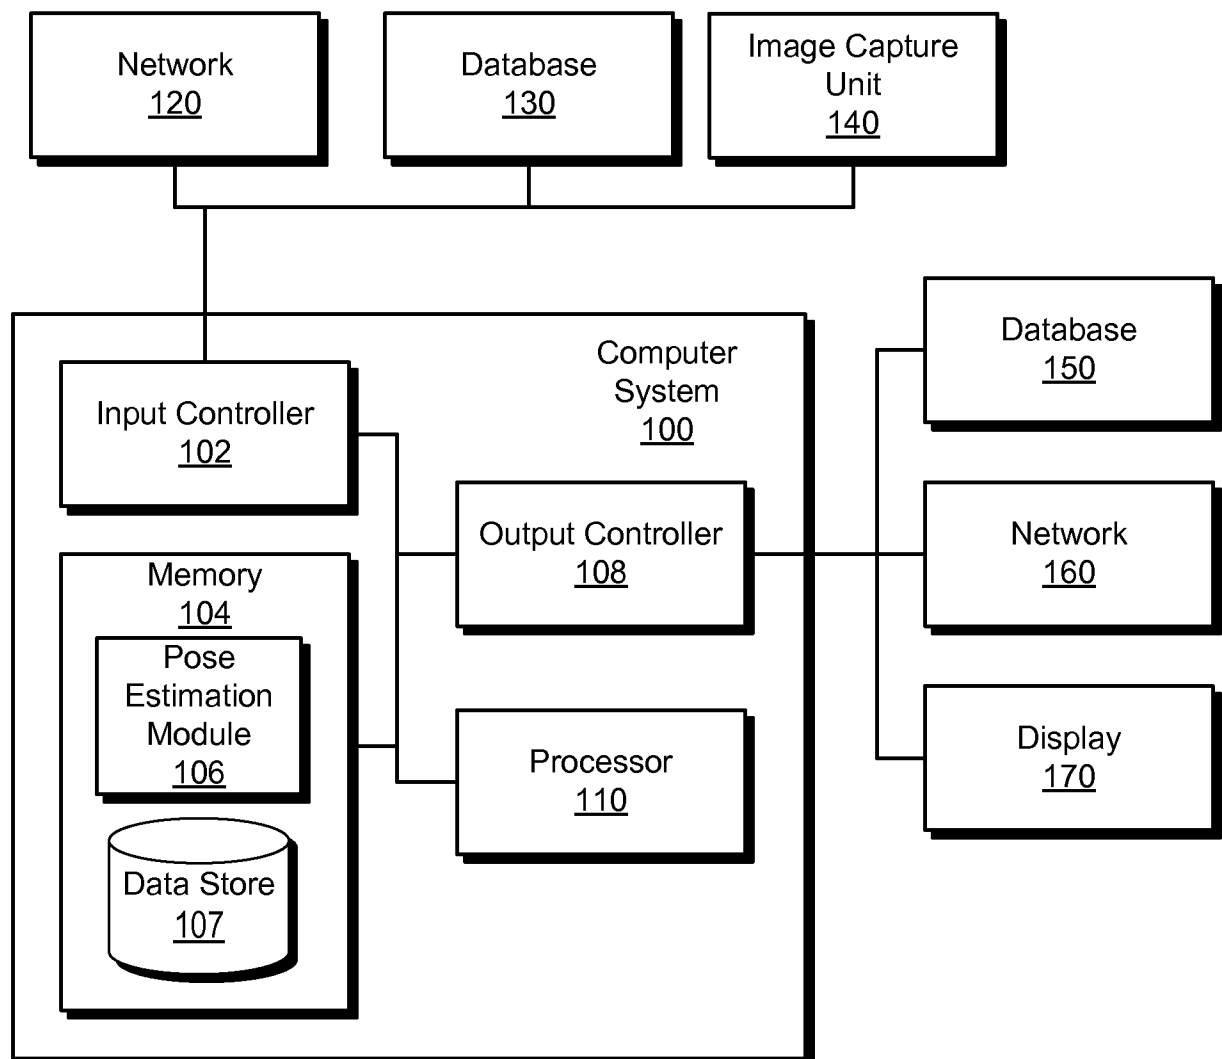 Network
120
Database
130
Image Capture
Unit
140
Computer
System
100
Input Controller
102
Output Controller
108
Memory
104
Pose
Estimation
Module
106
Data Store
107
Processor
110
Database
150
Network
160
Display
170